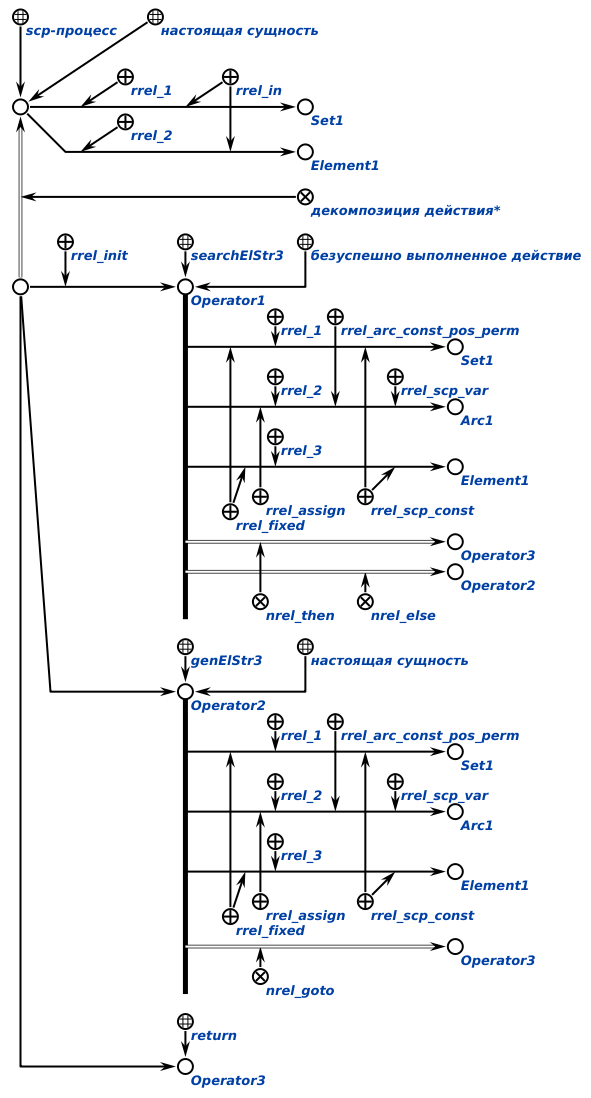 scp-процесс
настоящая сущность
rrel_1
rrel_in
Set1
rrel_2
Element1
декомпозиция действия*
rrel_init
searchElStr3
безуспешно выполненное действие
Operator1
rrel_1
rrel_arc_const_pos_perm
Set1
rrel_2
rrel_scp_var
Arc1
rrel_3
Element1
rrel_assign
rrel_scp_const
rrel_fixed
Operator3
Operator2
nrel_then
nrel_else
genElStr3
настоящая сущность
Operator2
rrel_1
rrel_arc_const_pos_perm
Set1
rrel_2
rrel_scp_var
Arc1
rrel_3
Element1
rrel_assign
rrel_scp_const
rrel_fixed
Operator3
nrel_goto
return
Operator3